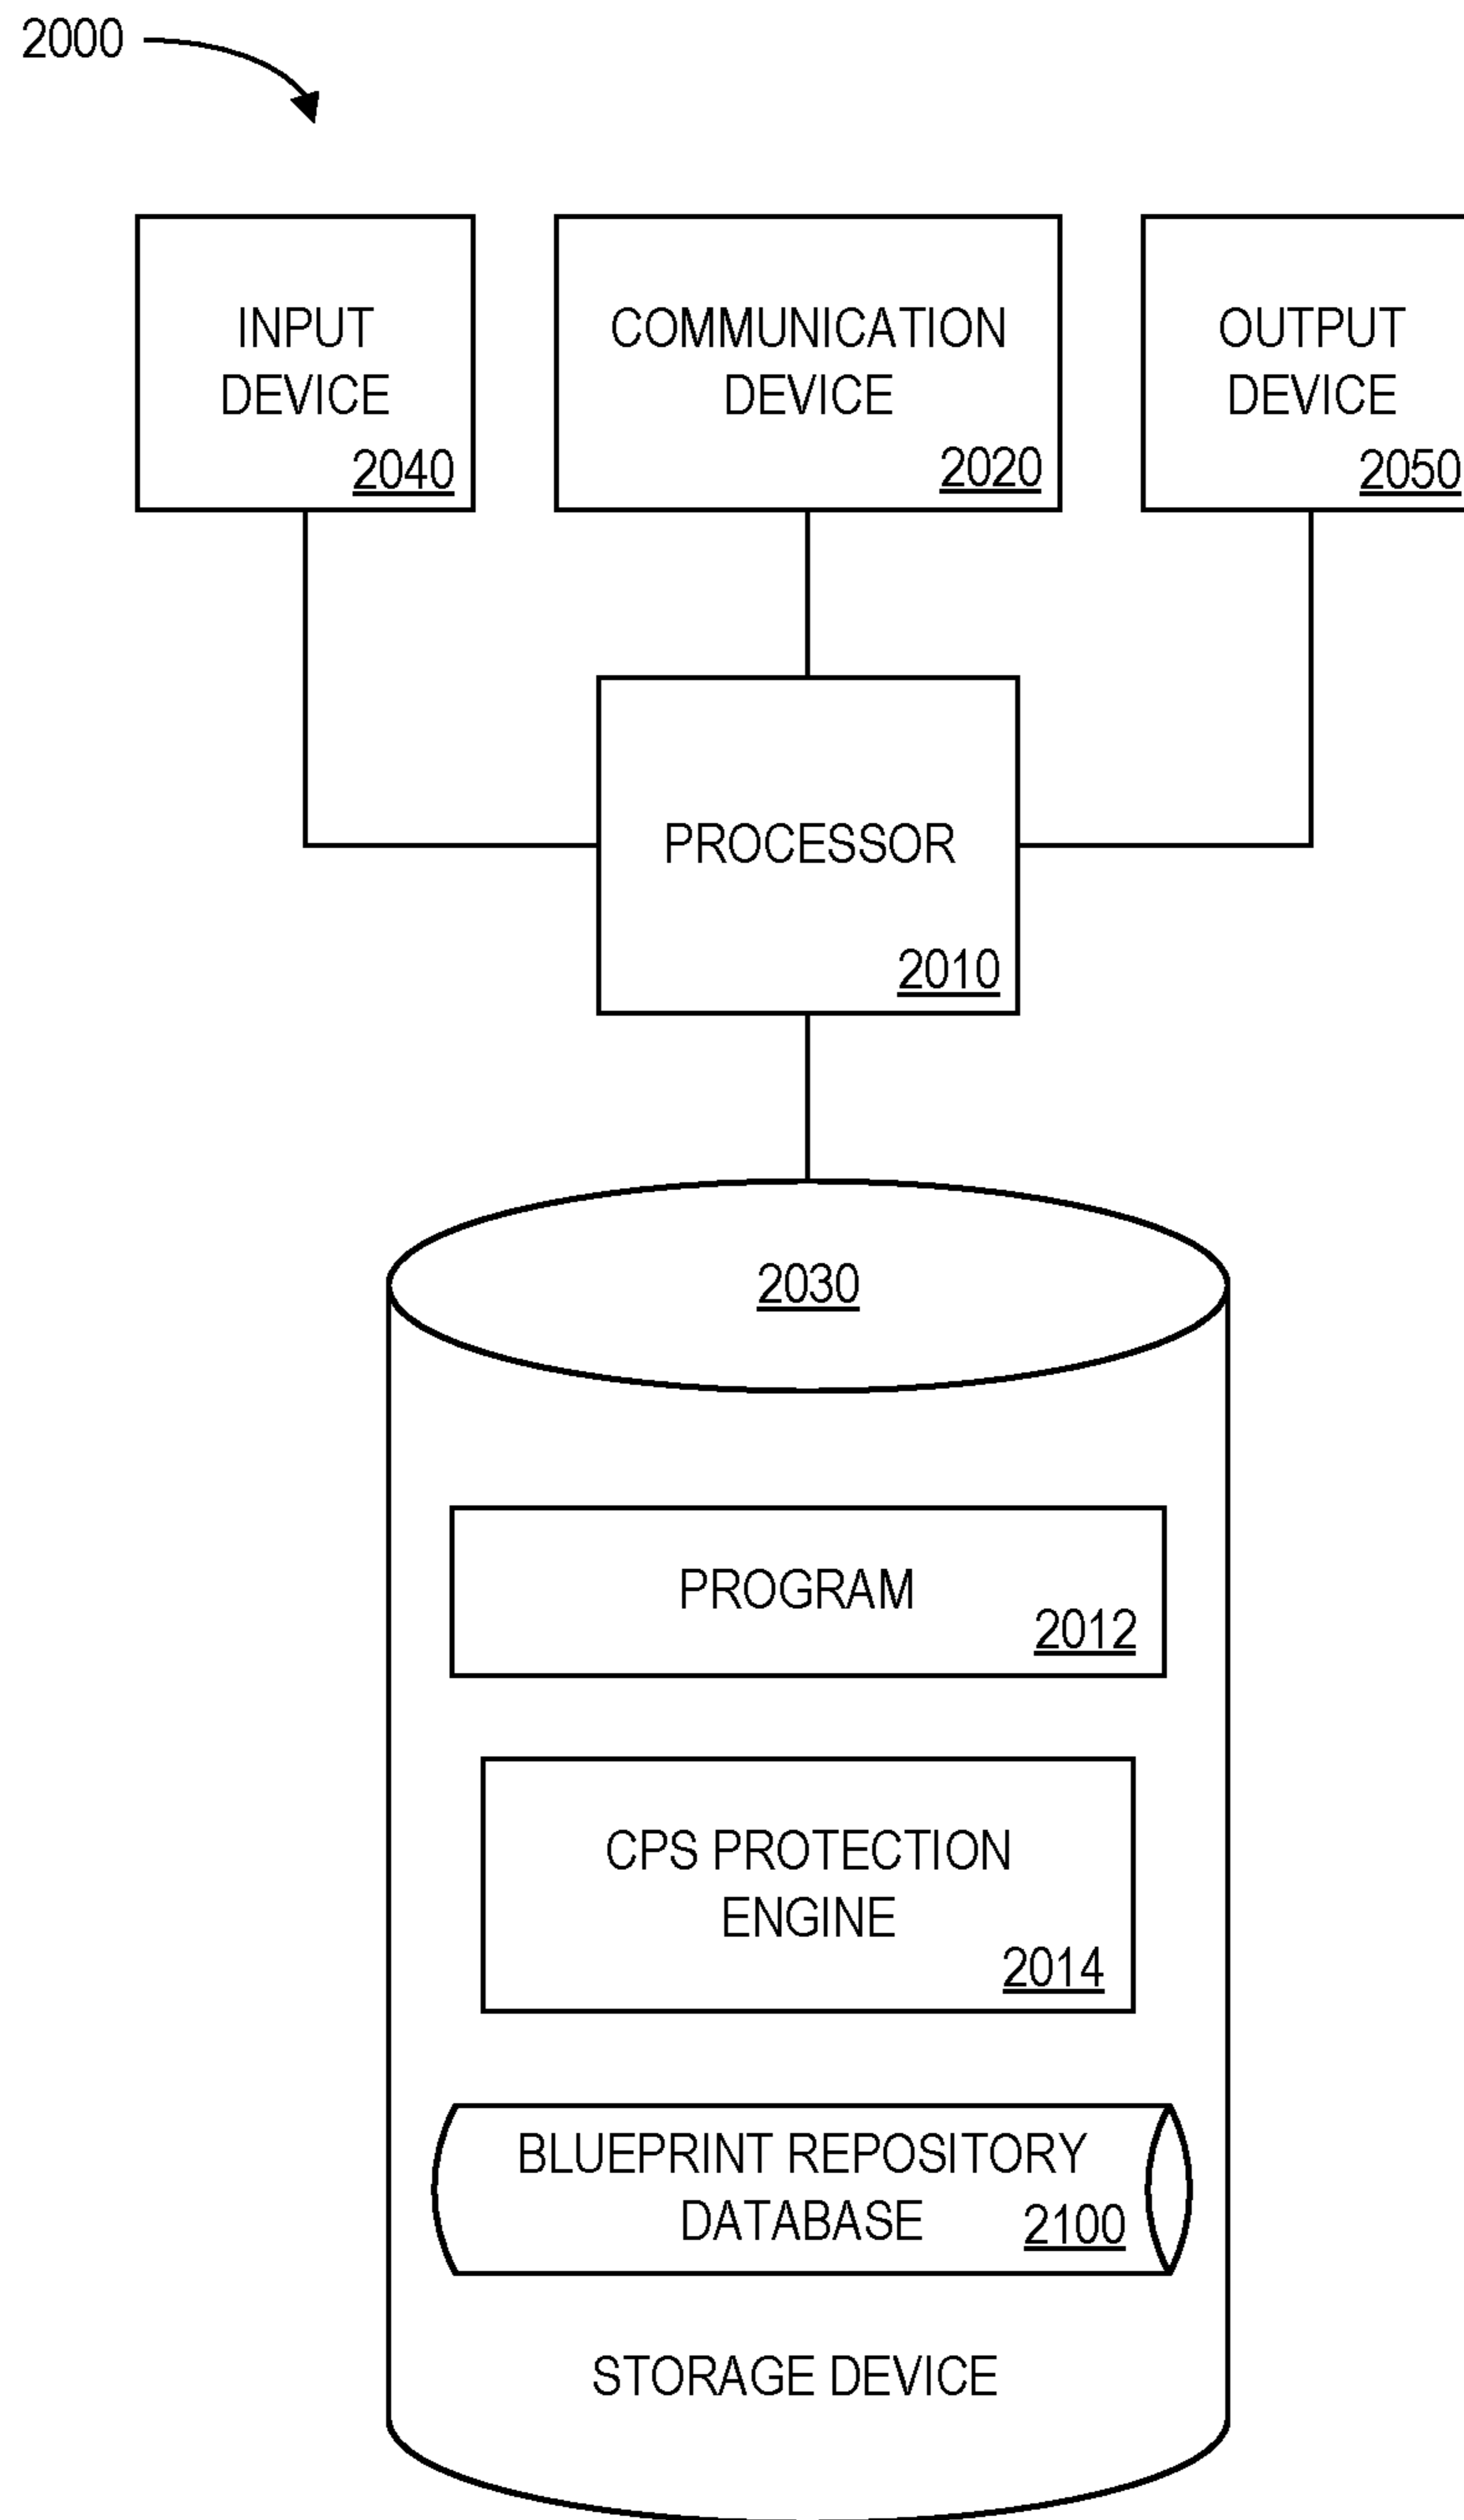 2000
INPUT
DEVICE
2040
COMMUNICATION
DEVICE
2020
OUTPUT
DEVICE
2050
PROCESSOR
2010
2030
PROGRAM
2012
CPS PROTECTION
ENGINE
2014
BLUEPRINT REPOSITORY
DATABASE
2100
STORAGE DEVICE